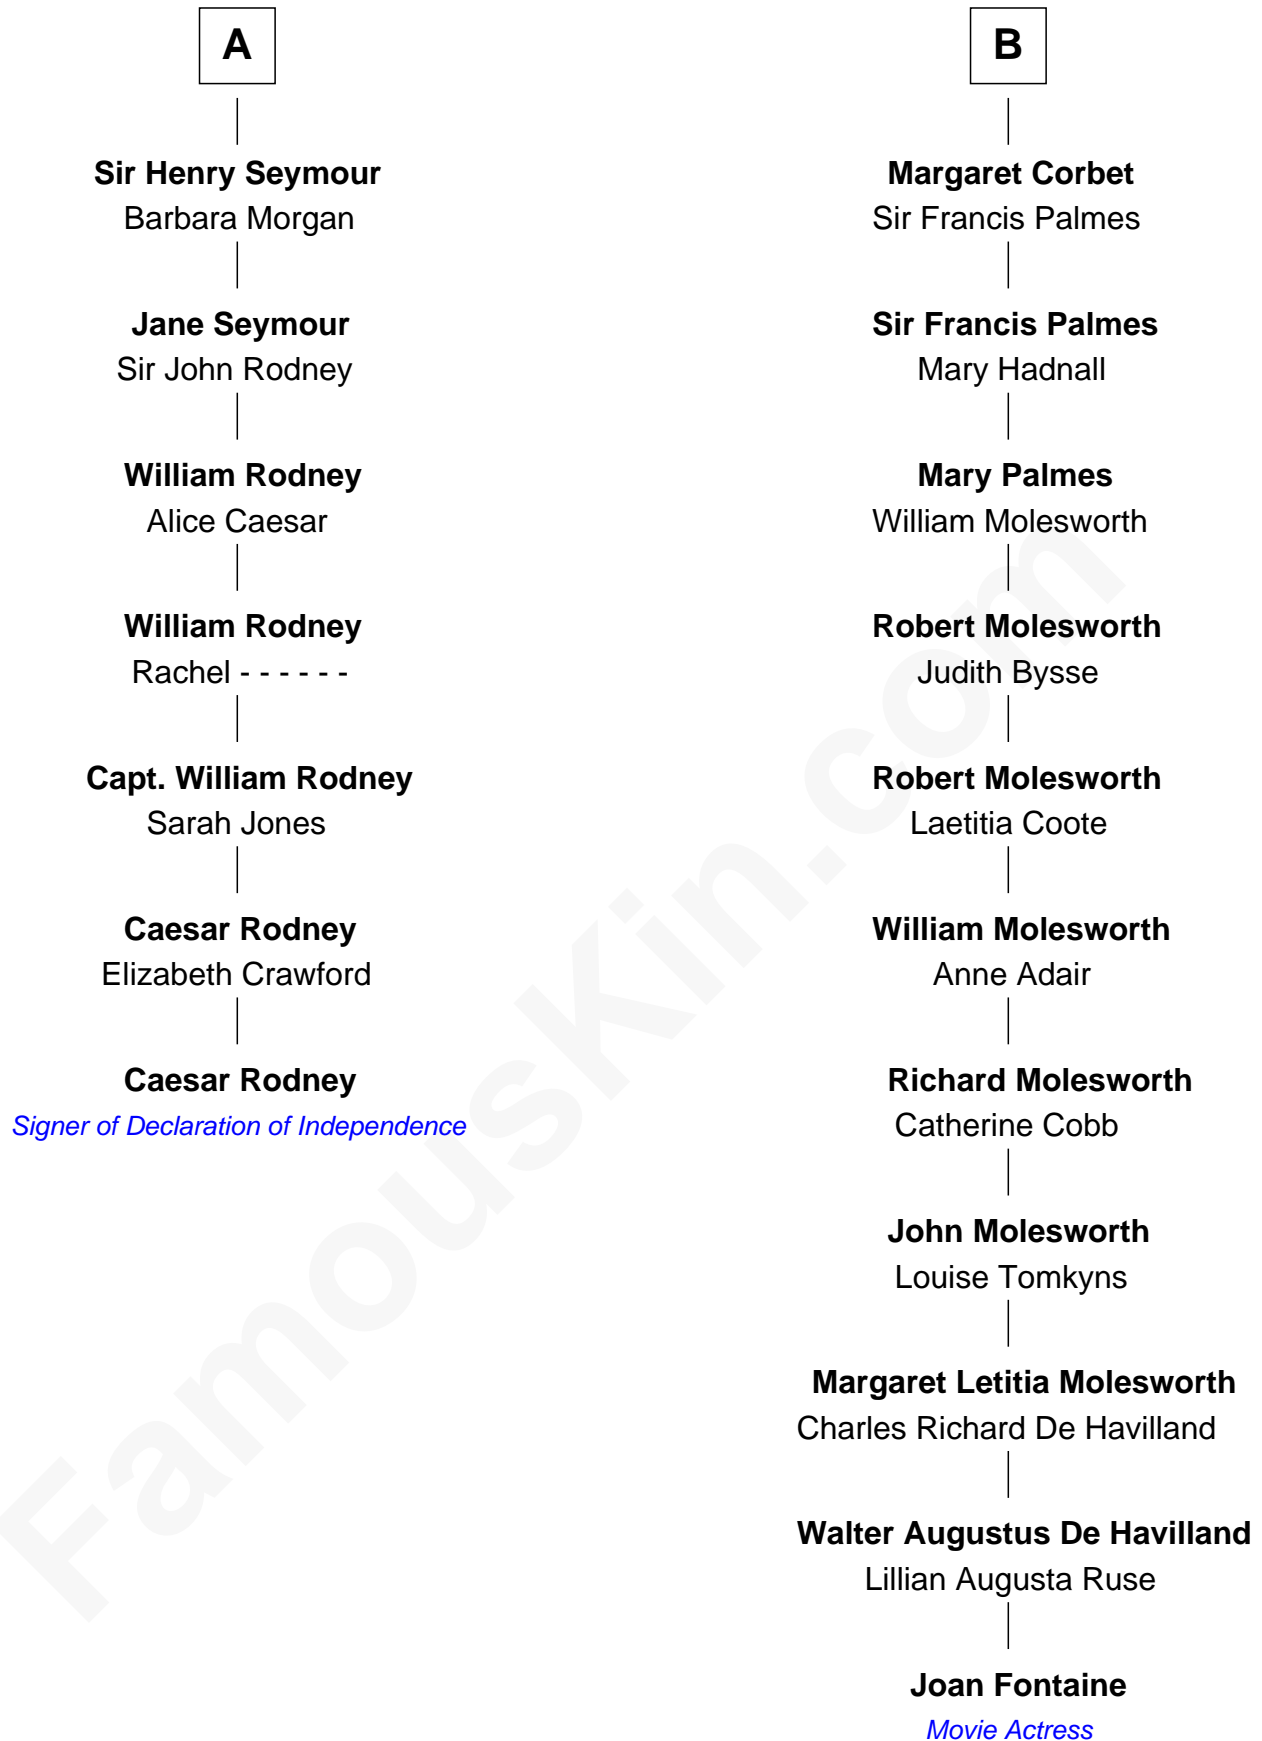 A
Sir Henry Seymour
Barbara Morgan
Jane Seymour
Sir John Rodney
William Rodney
Alice Caesar
William Rodney
Rachel - - - - - -
Capt. William Rodney
Sarah Jones
Caesar Rodney
Elizabeth Crawford
Caesar Rodney
Signer of Declaration of Independence
B
Margaret Corbet
Sir Francis Palmes
Sir Francis Palmes
Mary Hadnall
Mary Palmes
William Molesworth
Robert Molesworth
Judith Bysse
Robert Molesworth
Laetitia Coote
William Molesworth
Anne Adair
Richard Molesworth
Catherine Cobb
John Molesworth
Louise Tomkyns
Margaret Letitia Molesworth
Charles Richard De Havilland
Walter Augustus De Havilland
Lillian Augusta Ruse
Joan Fontaine
Movie Actress
FamousKin.com